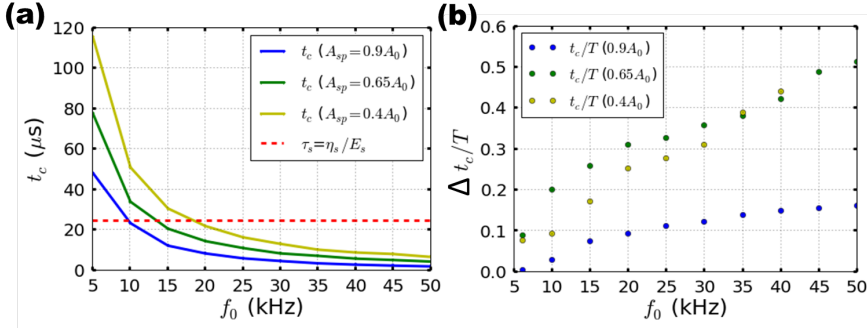 (a)
120
100
80
60
40
20
0
t_c (μs)
t_c (A_sp=0.9A_0)
t_c (A_sp=0.65A_0)
t_c (A_sp=0.4A_0)
τ_s=η_s/E_s
5 10 15 20 25 30 35 40 45 50
f_0 (kHz)
(b)
0.6
0.5
0.4
0.3
0.2
0.1
0.0
Δ t_c/T
t_c/T (0.9A_0)
t_c/T (0.65A_0)
t_c/T (0.4A_0)
5 10 15 20 25 30 35 40 45 50
f_0 (kHz)